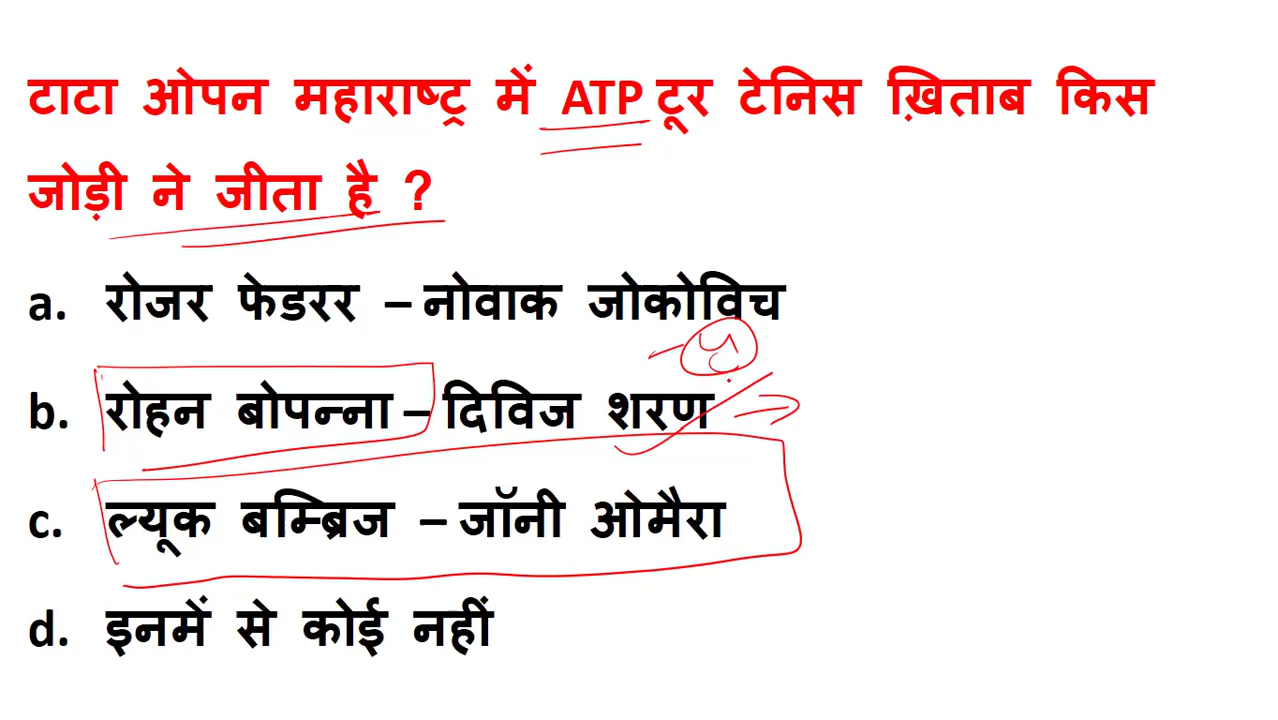 टाटा ओपन महाराष्ट्र में ATP टूर टेनिस ख़िताब किस
जोड़ी ने जीता है ?
a. रोजर फेडरर – नोवाक जोकोविच
b. रोहन बोपन्ना – दिविज शरण
c. ल्यूक बम्ब्रिज – जॉनी ओमैरा
d. इनमें से कोई नहीं